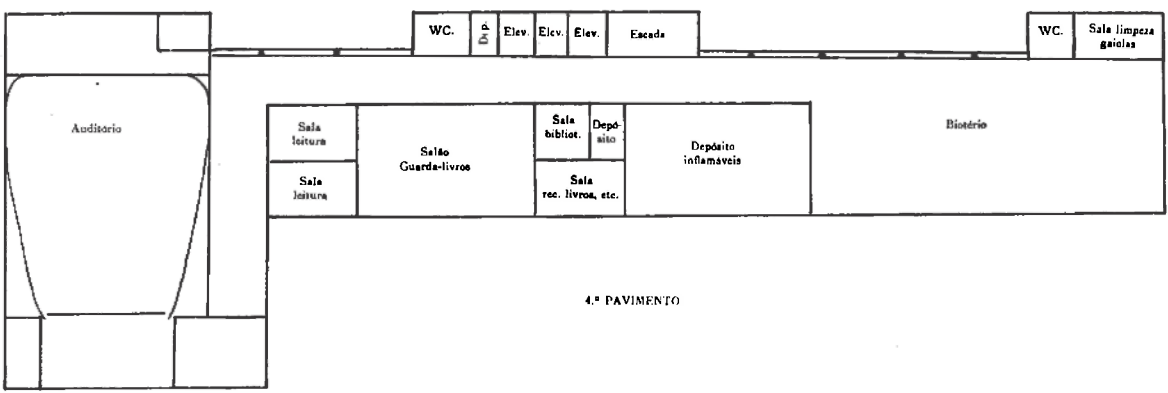 WC.
Dep.
Elev.
Elev.
Elev.
Escada
WC.
Sala limpeza
gaiolas
Auditório
Sala
leitura
Sala
leitura
Salão
Guarda-livros
Sala
bibliot.
Depó-
sito
Sala
rec. livros, etc.
Depósito
inflamáveis
Biotério
4.º PAVIMENTO